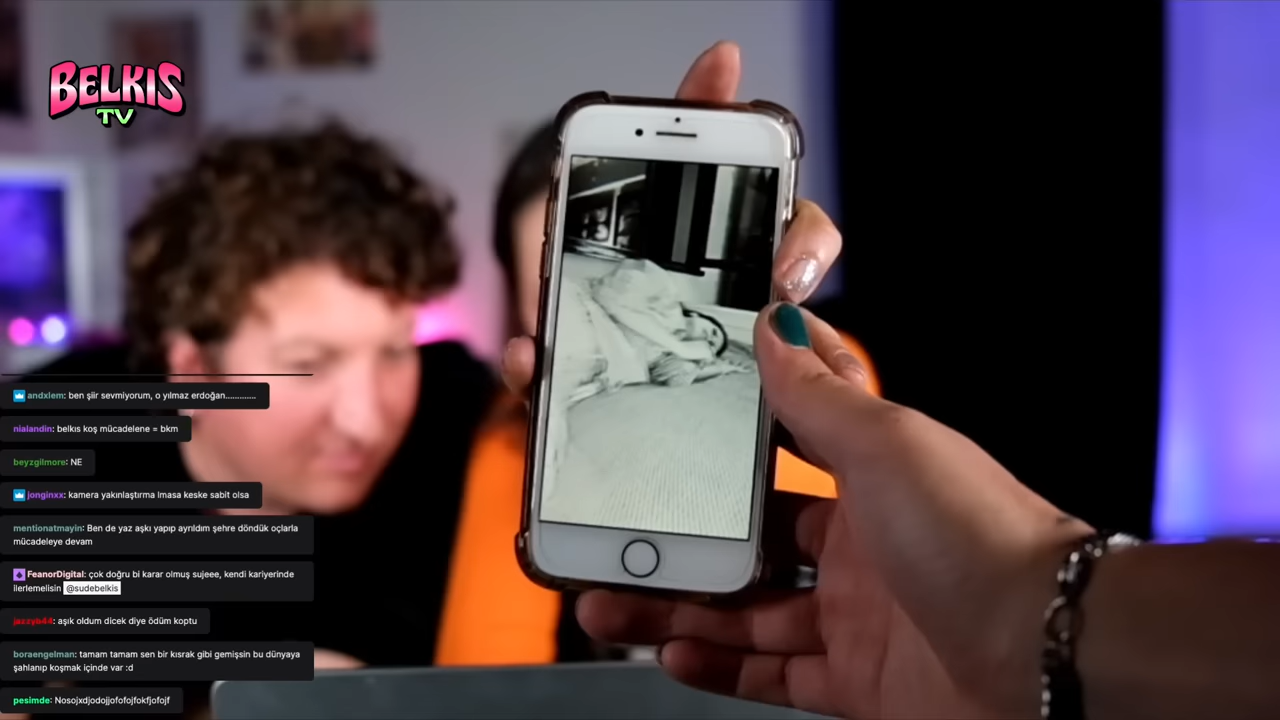 BELKIS
TV
andxlem: ben şiir sevmiyorum, o yılmaz erdoğan.............
nialandin: belkıs koş mücadelene = bkm
beyzgilmore: NE
jonginxx: kamera yakınlaştırma lmasa keske sabit olsa
mentionatmayin: Ben de yaz aşkı yapıp ayrıldım şehre döndük oçlarla
mücadeleye devam
FeanorDigital: çok doğru bi karar olmuş sujeee, kendi kariyerinde
ilerlemelisin @sudebelkis
jazzyb44: aşık oldum dicek diye ödüm koptu
boraengelman: tamam tamam sen bir kısrak gibi gemişsin bu dünyaya
şahlanıp koşmak içinde var :d
pesimde: Nosojxdjodojjofofojfokfjofojf